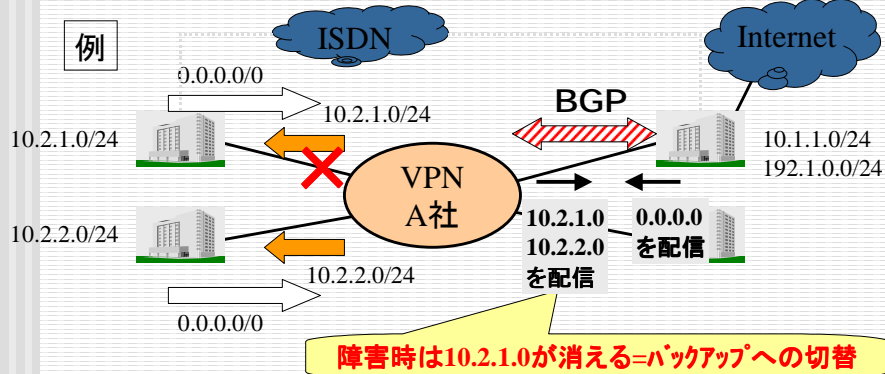 例
ISDN
Internet
0.0.0.0/0
10.2.1.0/24
BGP
10.2.1.0/24
10.1.1.0/24
192.1.0.0/24
VPN
A社
10.2.2.0/24
10.2.1.0
10.2.2.0
を配信
0.0.0.0
を配信
10.2.2.0/24
0.0.0.0/0
障害時は10.2.1.0が消える=バックアップへの切替